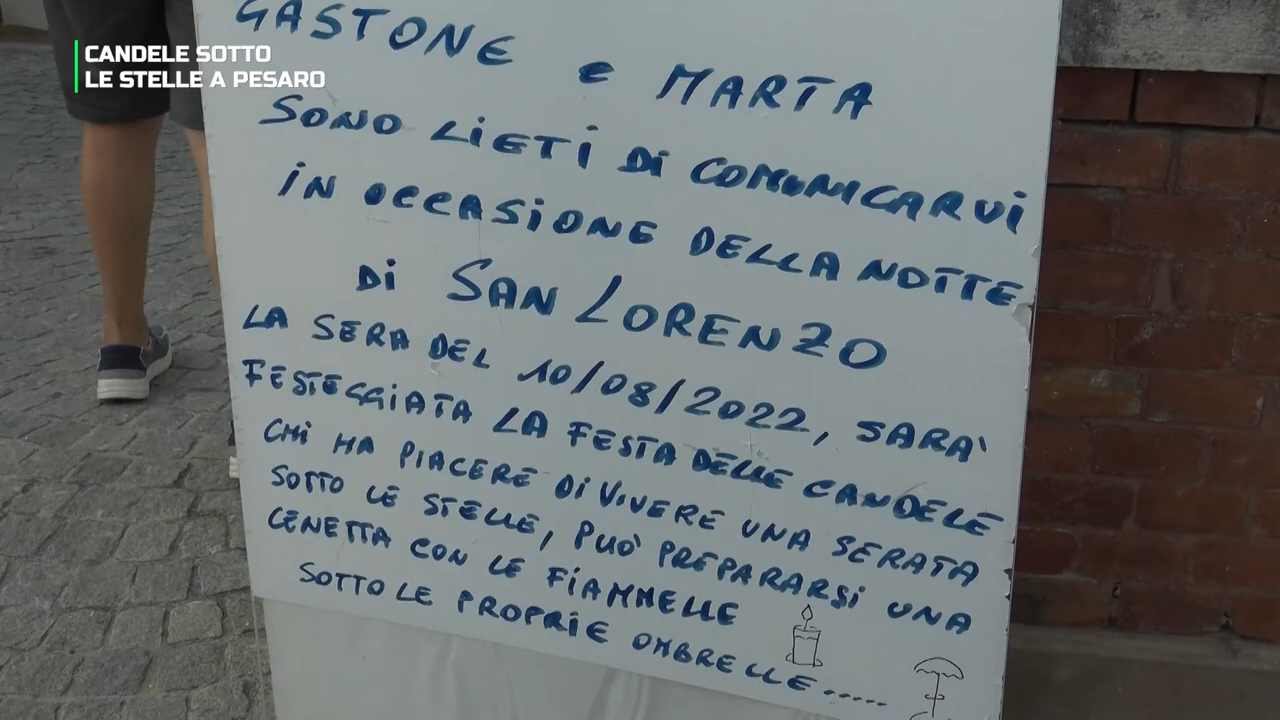 CANDELE SOTTO
LE STELLE A PESARO
GASTONE e MARTA
SONO LIETI DI COMUNICARVI
IN OCCASIONE DELLA NOTTE
DI SAN LORENZO
LA SERA DEL 10/08/2022, SARA'
FESTEGGIATA LA FESTA DELLE CANDELE
CHI HA PIACERE DI VIVERE UNA SERATA
SOTTO LE STELLE, PUO' PREPARARSI UNA
CENETTA CON LE FIAMMELLE
SOTTO LE PROPRIE OMBRELLE.....